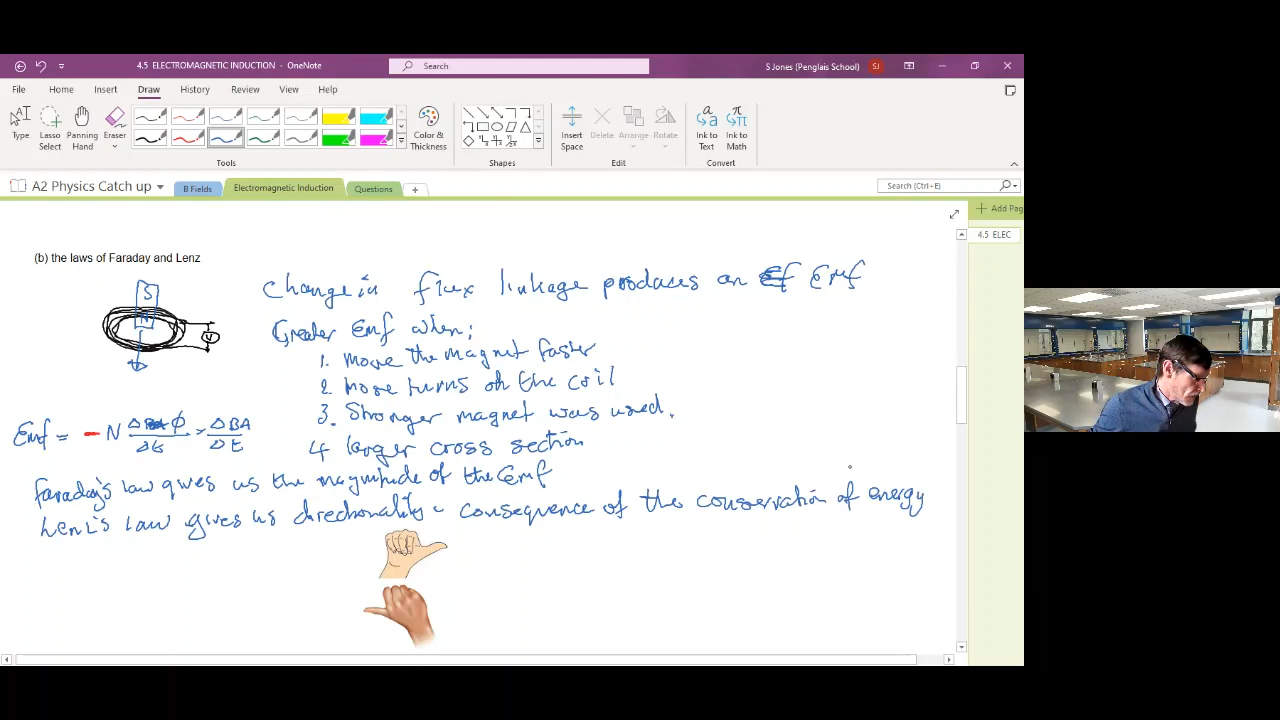 4.5 ELECTROMAGNETIC INDUCTION - OneNote
Search
S Jones (Penglais School)
SJ
File Home Insert Draw History Review View Help
Type
Lasso Select
Panning Hand
Eraser
Color & Thickness
Insert Space
Delete
Arrange
Rotate
Ink to Text
Ink to Math
Tools
Shapes
Edit
Convert
A2 Physics Catch up
B Fields
Electromagnetic Induction
Questions
Search (Ctrl+E)
Add Pag
4.5 ELEC
(b) the laws of Faraday and Lenz
S
N
V
Change in flux linkage produces an Emf
Greater Emf when;
1. move the magnet faster
2. more turns on the coil
3. Stronger magnet was used.
4 larger cross section
Emf = - N Δ φ / Δt = Δ BA / Δ t
Faraday's law gives us the magnitude of the Emf
Lenz's law gives us directionality - consequence of the conservation of energy